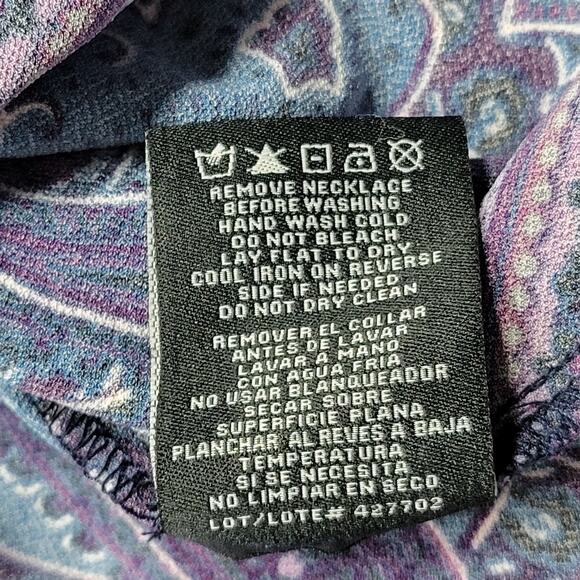 REMOVE NECKLACE
BEFORE WASHING
HAND WASH COLD
DO NOT BLEACH
LAY FLAT TO DRY
COOL IRON ON REVERSE
SIDE IF NEEDED
DO NOT DRY CLEAN
REMOVER EL COLLAR
ANTES DE LAVAR
LAVAR A MANO
CON AGUA FRIA
NO USAR BLANQUEADOR
SECAR SOBRE
SUPERFICIE PLANA
PLANCHAR AL REVES A BAJA
TEMPERATURA
SI SE NECESITA
NO LIMPIAR EN SECO
LOT/LOTE# 427702